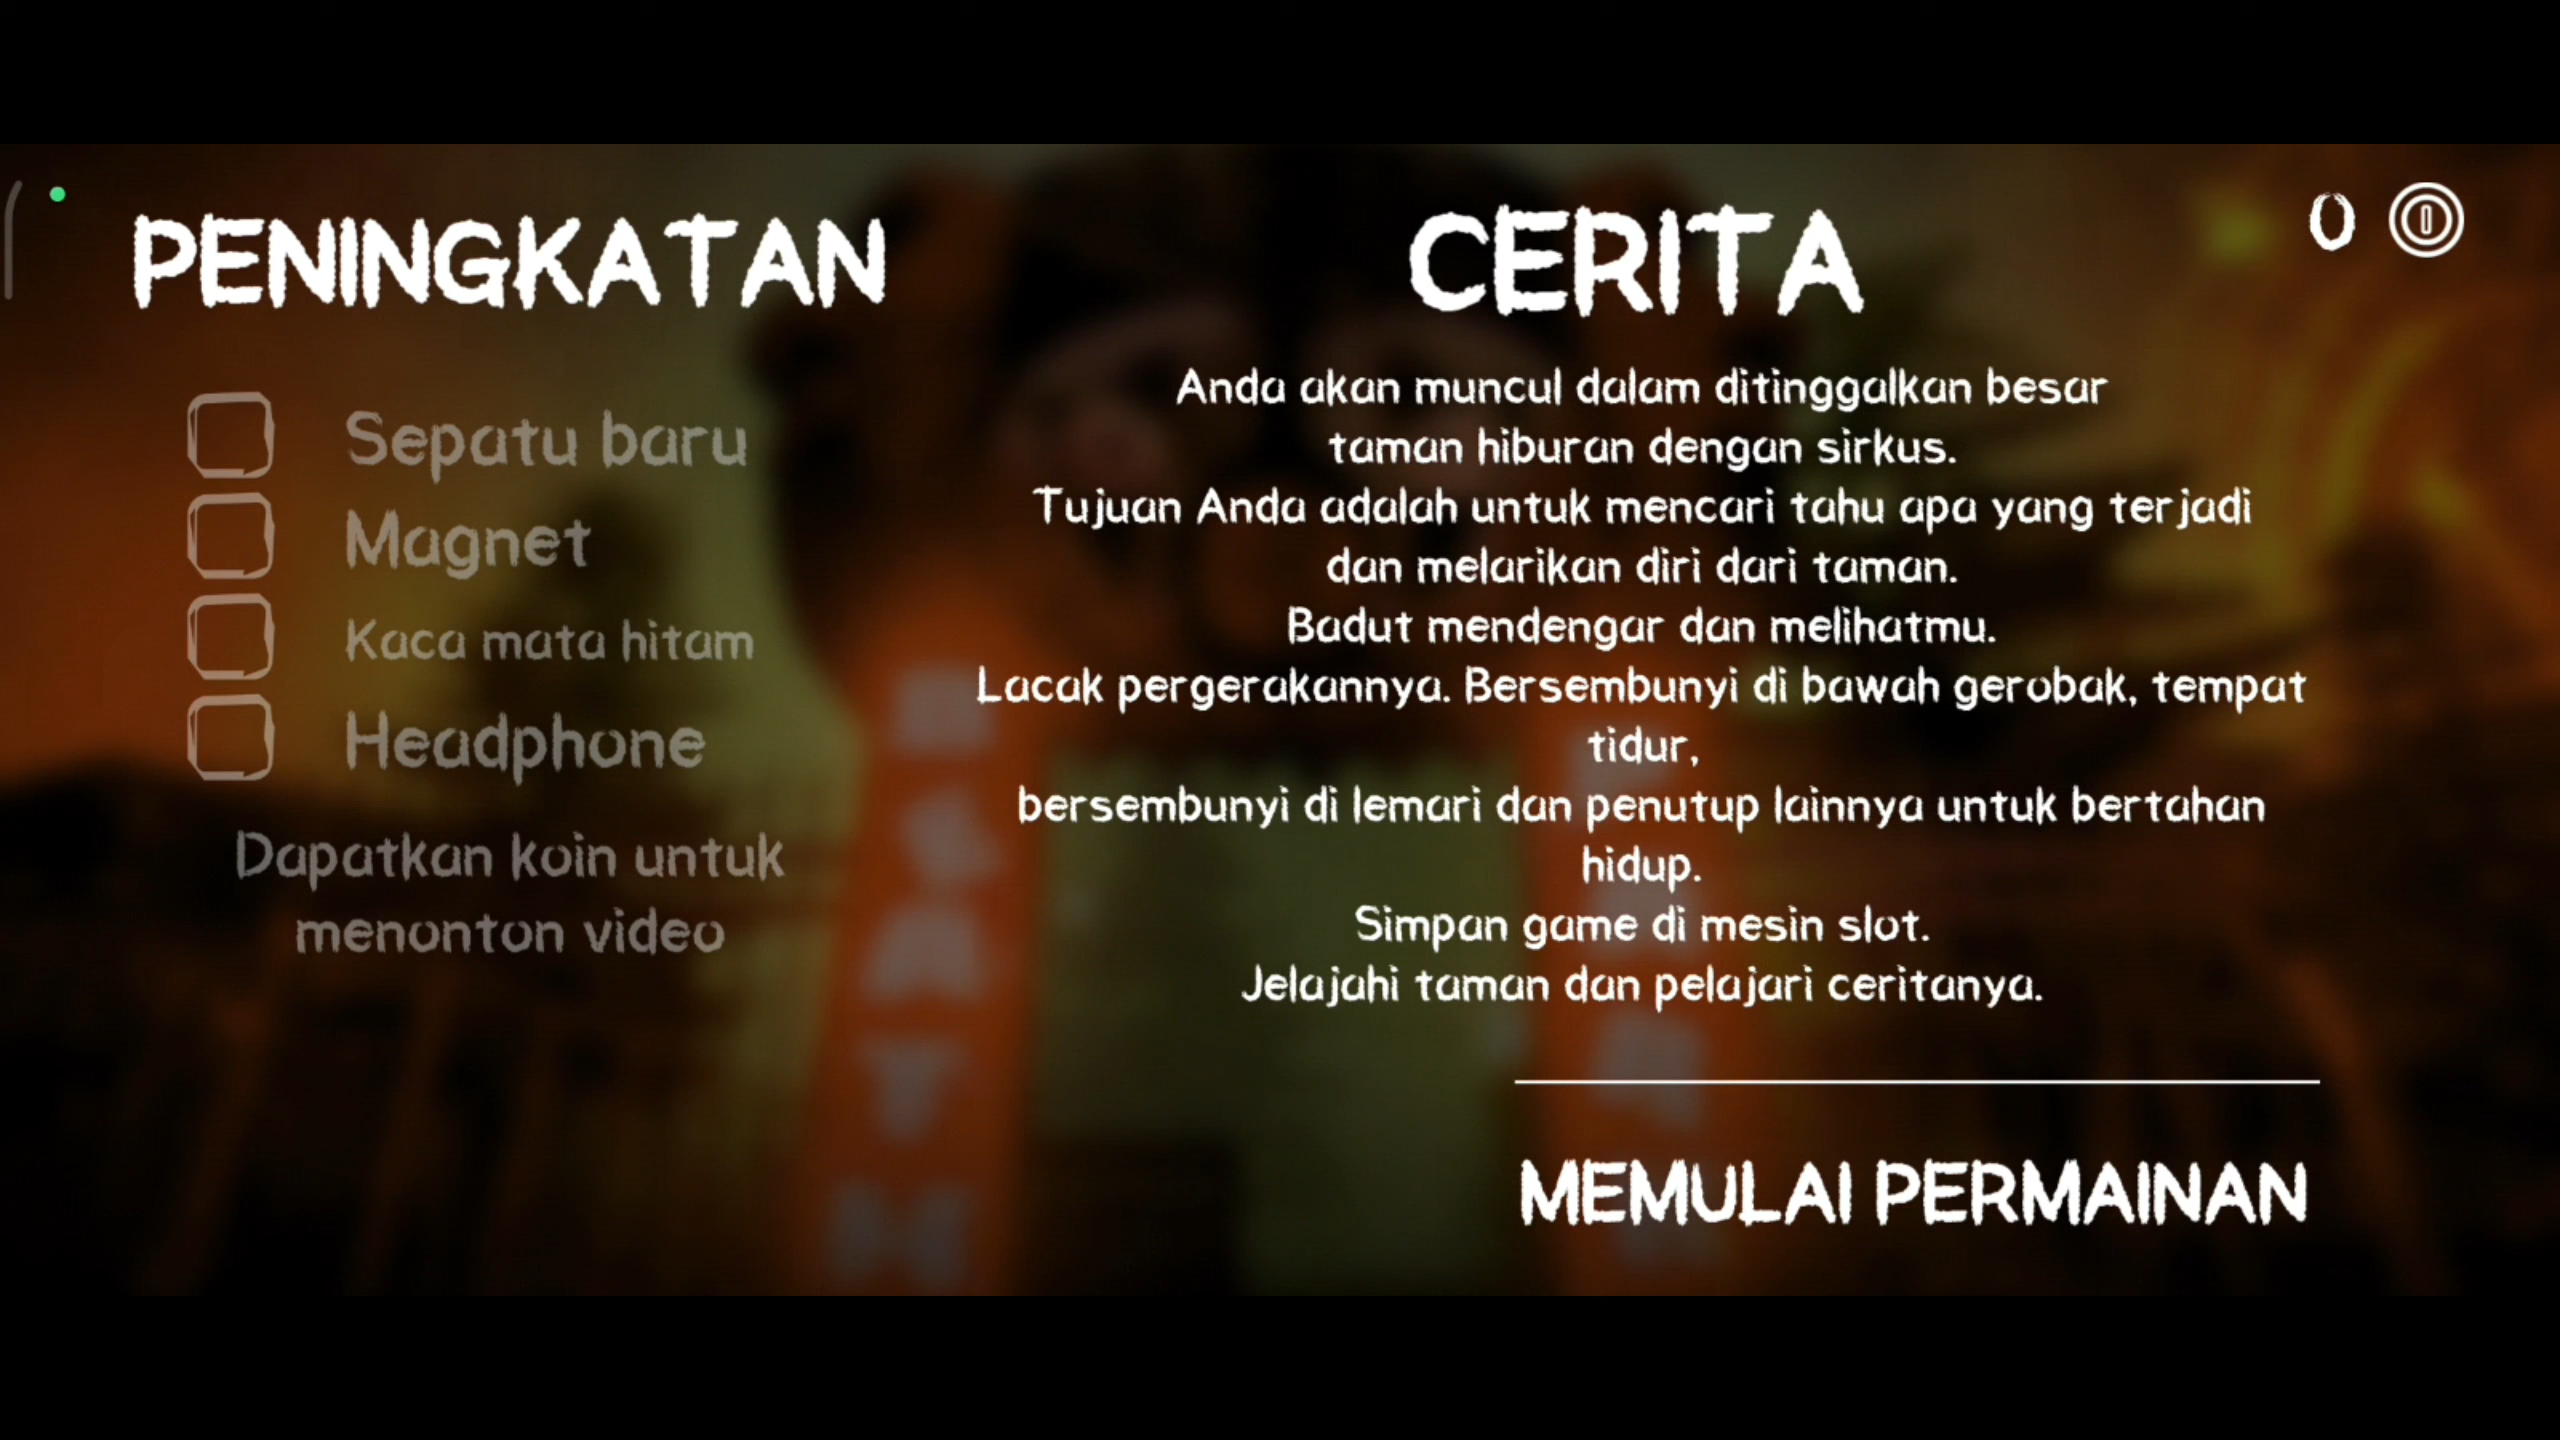 PENINGKATAN
Sepatu baru
Magnet
Kaca mata hitam
Headphone
Dapatkan koin untuk
menonton video
CERITA
0
Anda akan muncul dalam ditinggalkan besar
taman hiburan dengan sirkus.
Tujuan Anda adalah untuk mencari tahu apa yang terjadi
dan melarikan diri dari taman.
Badut mendengar dan melihatmu.
Lacak pergerakannya. Bersembunyi di bawah gerobak, tempat
tidur,
bersembunyi di lemari dan penutup lainnya untuk bertahan
hidup.
Simpan game di mesin slot.
Jelajahi taman dan pelajari ceritanya.
MEMULAI PERMAINAN